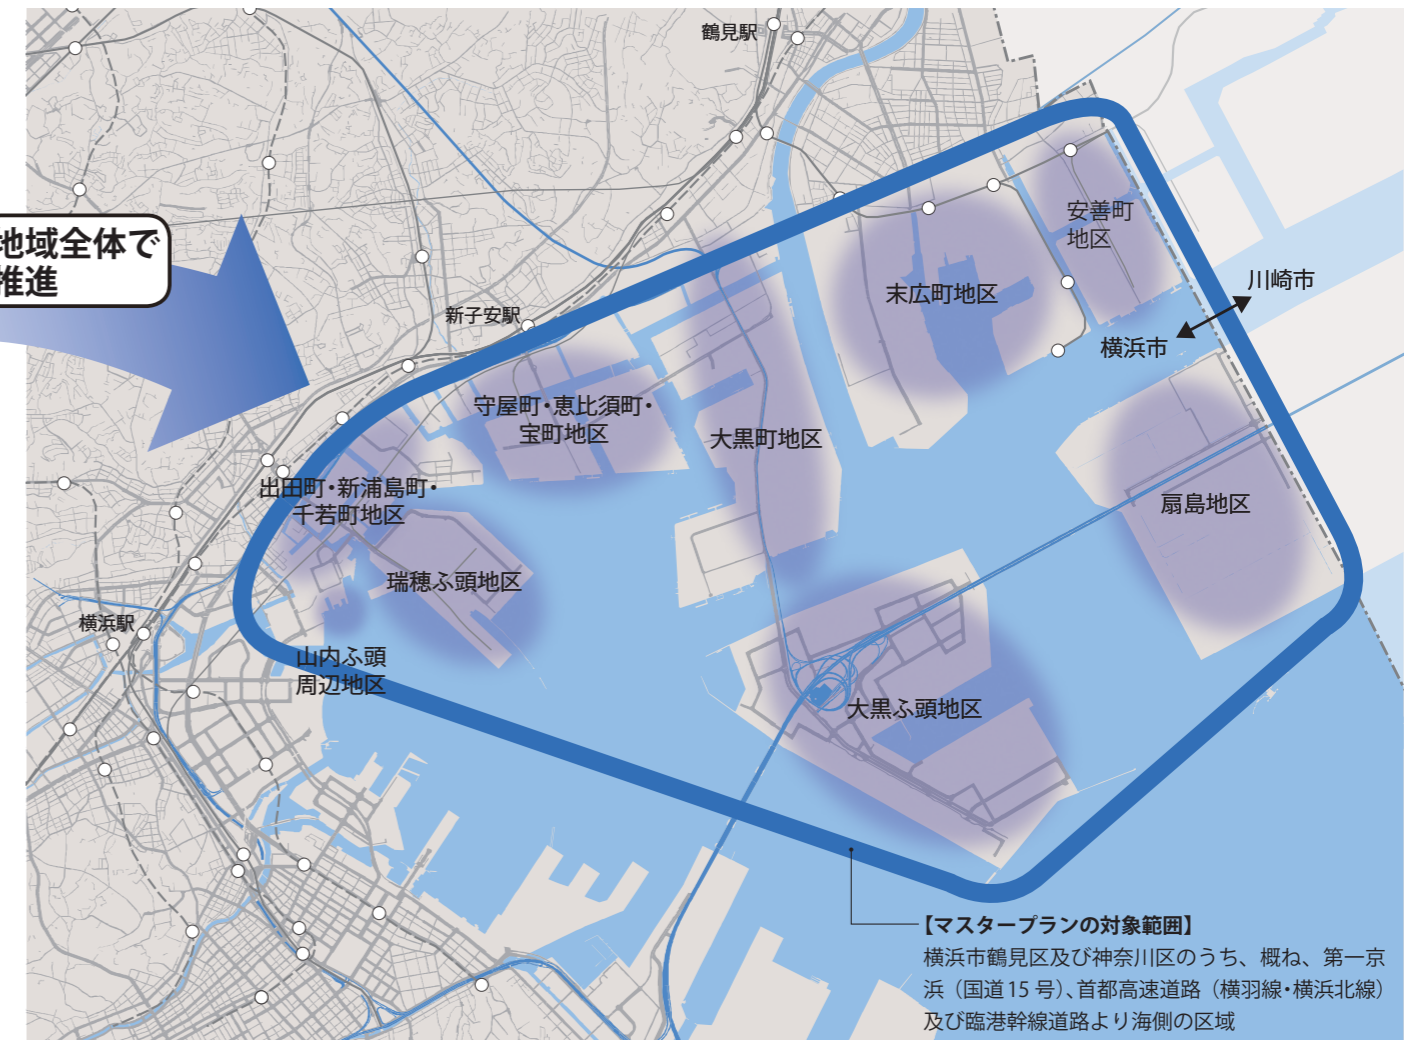 鶴見駅
地域全体で
推進
安善町
地区
川崎市
末広町地区
新子安駅
横浜市
守屋町・恵比須町・
宝町地区
大黒町地区
出田町・新浦島町・
千若町地区
扇島地区
瑞穂ふ頭地区
横浜駅
山内ふ頭
周辺地区
大黒ふ頭地区
【マスタープランの対象範囲】
横浜市鶴見区及び神奈川区のうち、概ね、第一京
浜（国道15号）、首都高速道路（横羽線・横浜北線）
及び臨港幹線道路より海側の区域